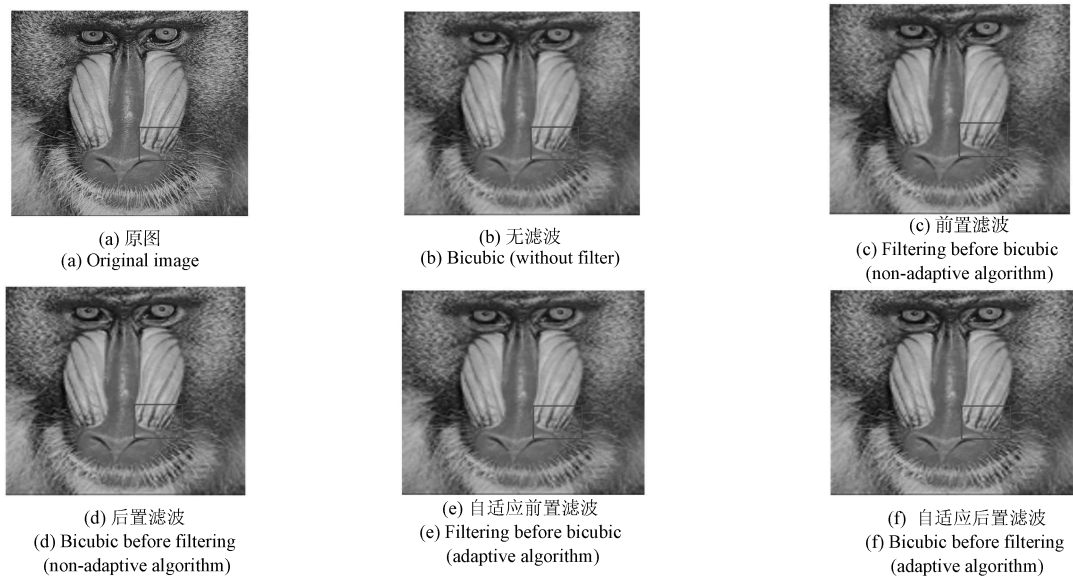 (a) 原图
(a) Original image
(b) 无滤波
(b) Bicubic (without filter)
(c) 前置滤波
(c) Filtering before bicubic
(non-adaptive algorithm)
(d) 后置滤波
(d) Bicubic before filtering
(non-adaptive algorithm)
(e) 自适应前置滤波
(e) Filtering before bicubic
(adaptive algorithm)
(f) 自适应后置滤波
(f) Bicubic before filtering
(adaptive algorithm)